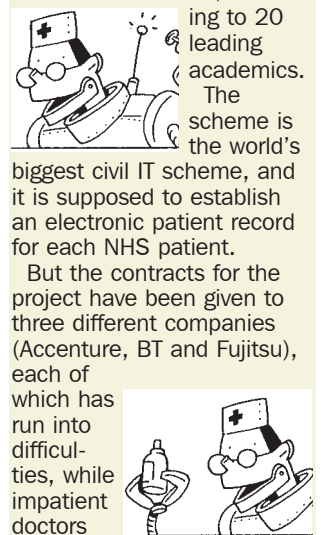 ing to 20
leading
academics.
The
scheme is
the world's
biggest civil IT scheme, and
it is supposed to establish
an electronic patient record
for each NHS patient.
But the contracts for the
project have been given to
three different companies
(Accenture, BT and Fujitsu),
each of
which has
run into
difficul-
ties, while
impatient
doctors